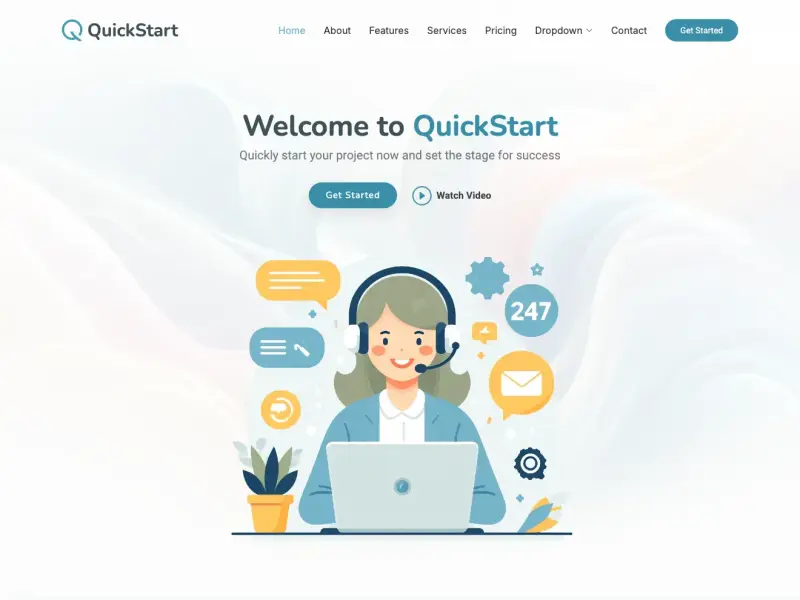 QuickStart
Home About Features Services Pricing Dropdown Contact Get Started
Welcome to QuickStart
Quickly start your project now and set the stage for success
Get Started Watch Video
247